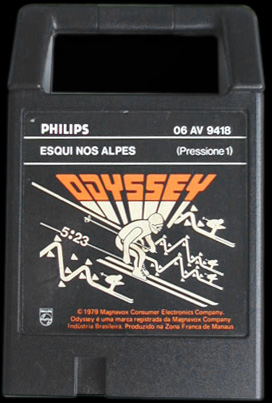 PHILIPS 06 AV 9418
ESQUI NOS ALPES (Pressione 1)
ODYSSEY
5:23
© 1979 Magnavox Consumer Electronics Company.
Odyssey é uma marca registrada da Magnavox Company
Indústria Brasileira. Produzido na Zona Franca de Manaus